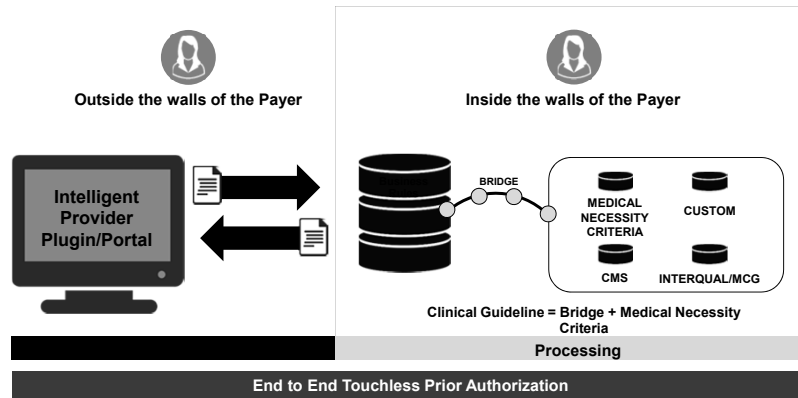 Outside the walls of the Payer
Inside the walls of the Payer
Intelligent
Provider
Plugin/Portal
BRIDGE
MEDICAL
NECESSITY
CRITERIA
CUSTOM
CMS
INTERQUAL/MCG
Clinical Guideline = Bridge + Medical Necessity
Criteria
Processing
End to End Touchless Prior Authorization